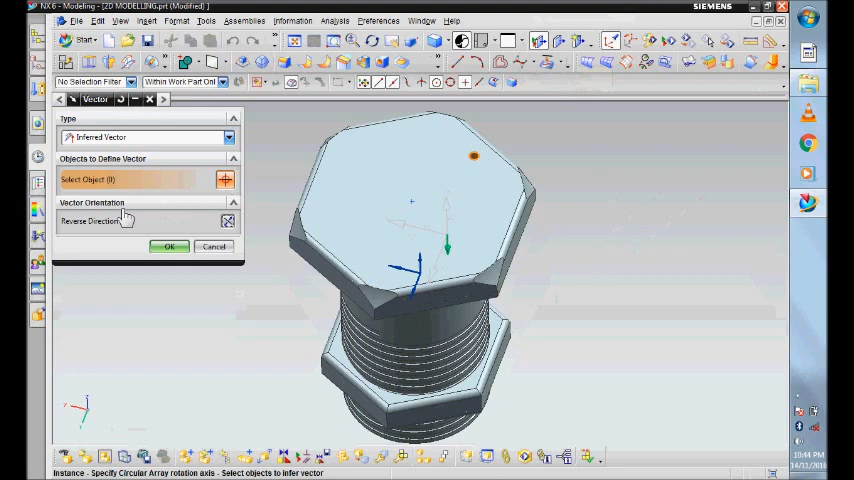 NX 6 - Modeling - [2D MODELLING.prt (Modified) ]
SIEMENS
File Edit View Insert Format Tools Assemblies Information Analysis Preferences Window Help
Start
No Selection Filter
Within Work Part Onl
Vector
Type
Inferred Vector
Objects to Define Vector
Select Object (0)
Vector Orientation
Reverse Direction
OK
Cancel
Instance - Specify Circular Array rotation axis - Select objects to infer vector
10:44 PM